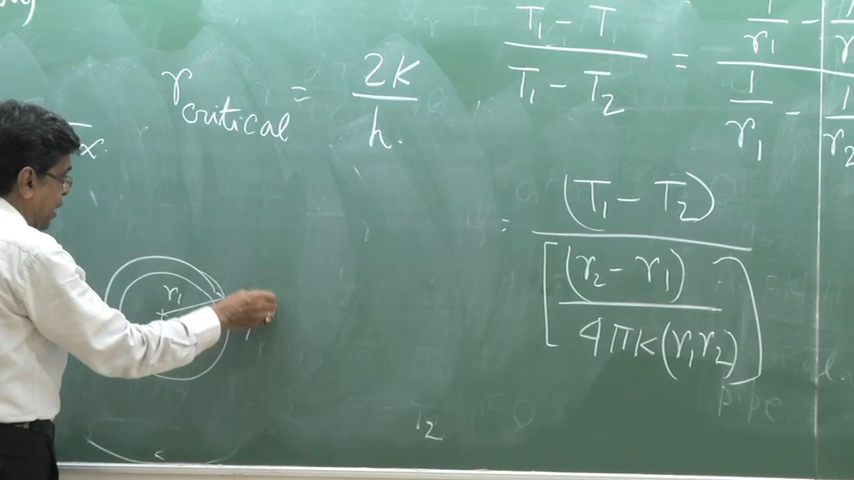 T₁ - T / T₁ - T₂ = 1/r₁ - / 1/r₁ - 1/r₂
r critical = 2K / h.
x.
= (T₁ - T₂) / [(r₂ - r₁) / 4πK(r₁r₂)]
r₁
pipe
T₂